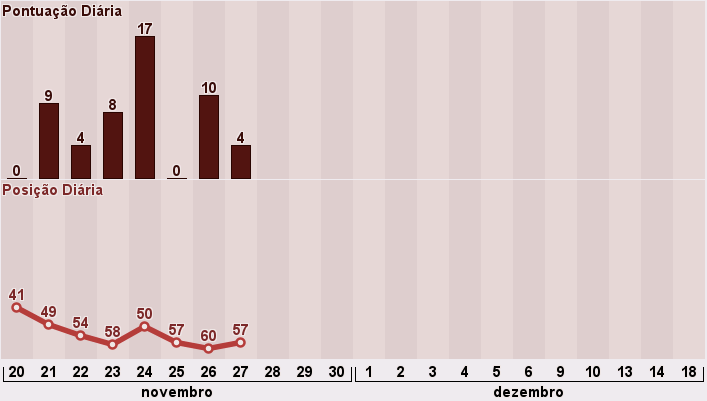 Pontuação Diária
0 9 4 8 17 0 10 4
Posição Diária
41 49 54 58 50 57 60 57
20 21 22 23 24 25 26 27 28 29 30 1 2 3 4 5 6 9 10 13 14 18
novembro dezembro